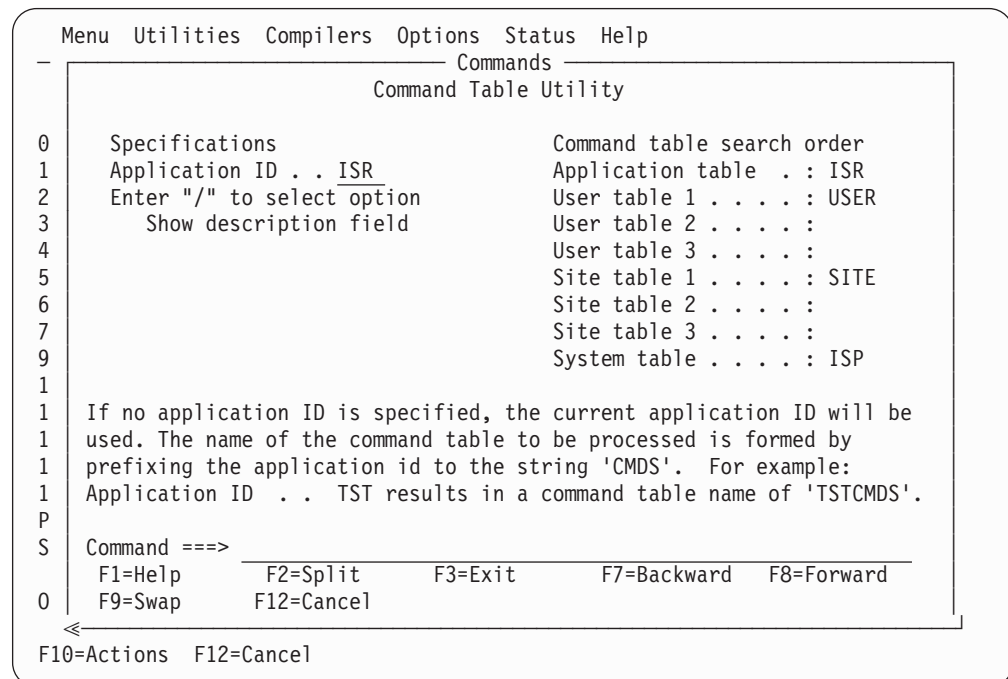 Menu Utilities Compilers Options Status Help
Commands
Command Table Utility
0 Specifications Command table search order
1 Application ID . . ISR Application table . : ISR
2 Enter "/" to select option User table 1 . . . . : USER
3 Show description field User table 2 . . . . :
4 User table 3 . . . . :
5 Site table 1 . . . . : SITE
6 Site table 2 . . . . :
7 Site table 3 . . . . :
9 System table . . . . : ISP
1
1 If no application ID is specified, the current application ID will be
1 used. The name of the command table to be processed is formed by
1 prefixing the application id to the string 'CMDS'. For example:
1 Application ID . . TST results in a command table name of 'TSTCMDS'.
P
S Command ===>
F1=Help F2=Split F3=Exit F7=Backward F8=Forward
O F9=Swap F12=Cancel
F10=Actions F12=Cancel